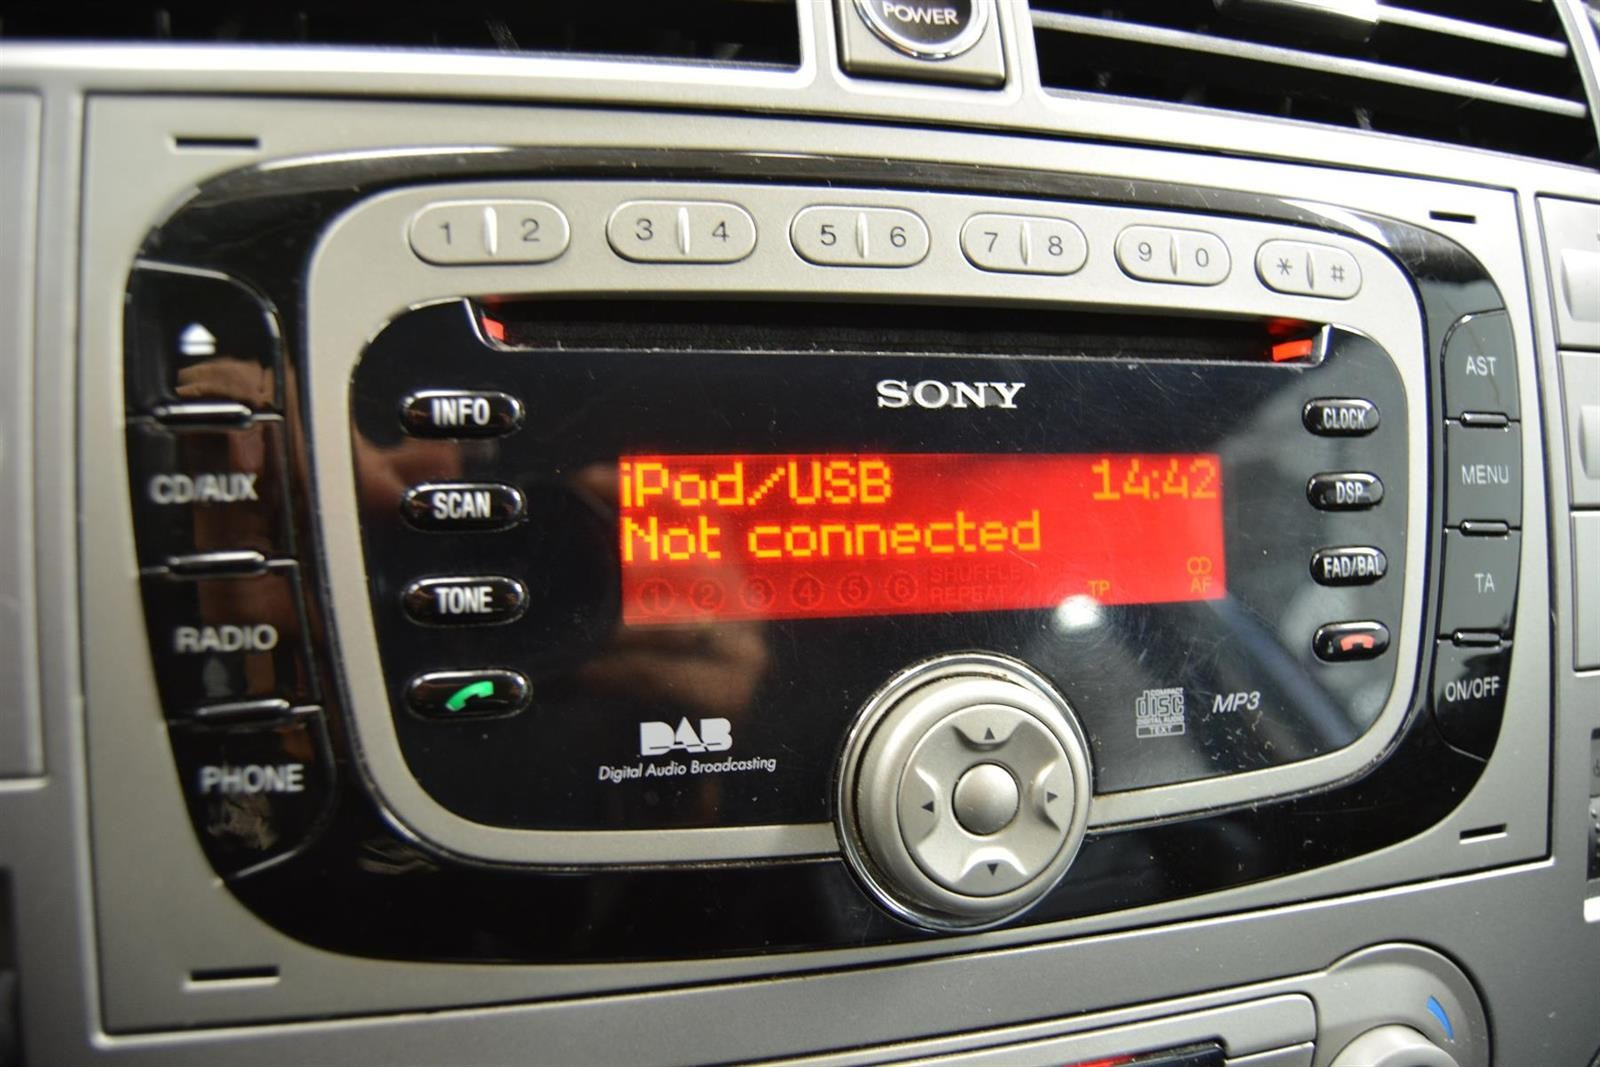 POWER
1 2 3 4 5 6 7 8 9 0 * #
SONY
INFO
SCAN
TONE
CD/AUX
RADIO
PHONE
iPod/USB 14:42
Not connected
1 2 3 4 5 6 SHUFFLE
REPEAT TP AF
CLOCK
DSP
FAD/BAL
AST
MENU
TA
ON/OFF
DAB
Digital Audio Broadcasting
COMPACT
disc
DIGITAL AUDIO
TEXT
MP3